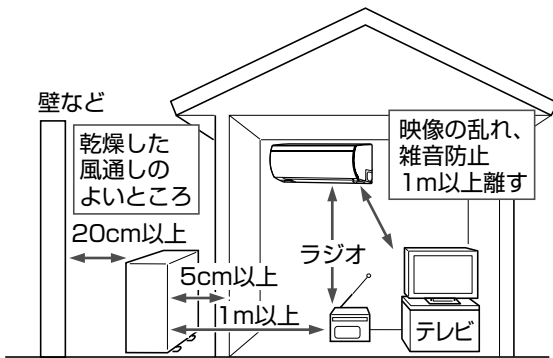 壁など
乾燥した
風通しの
よいところ
映像の乱れ、
雑音防止
1m以上離す
20cm以上
5cm以上
1m以上
ラジオ
テレビ